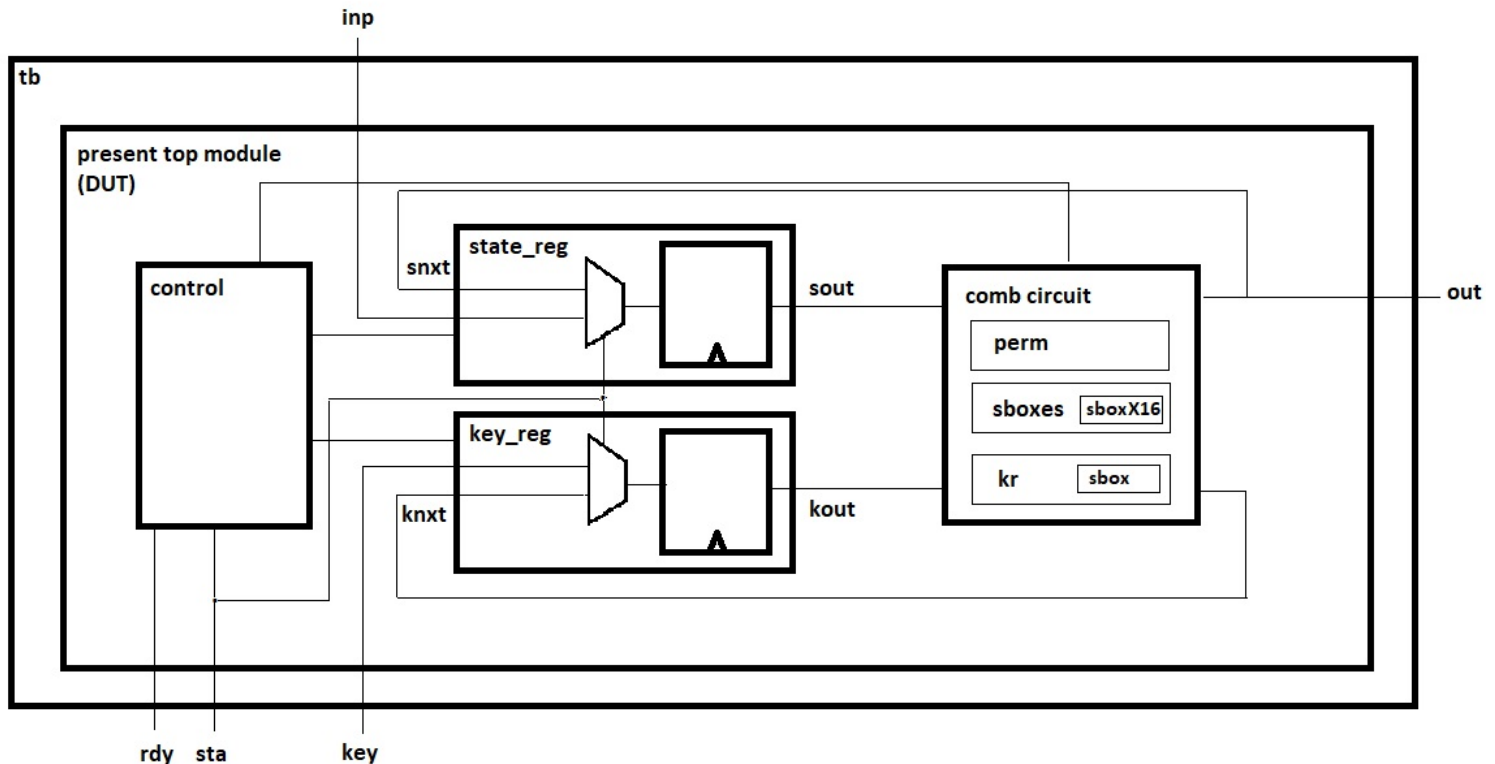 inp
tb
present top module
(DUT)
control
state_reg
snxt
sout
comb circuit
out
perm
sboxes
sboxX16
key_reg
kr
sbox
knxt
kout
rdy
sta
key